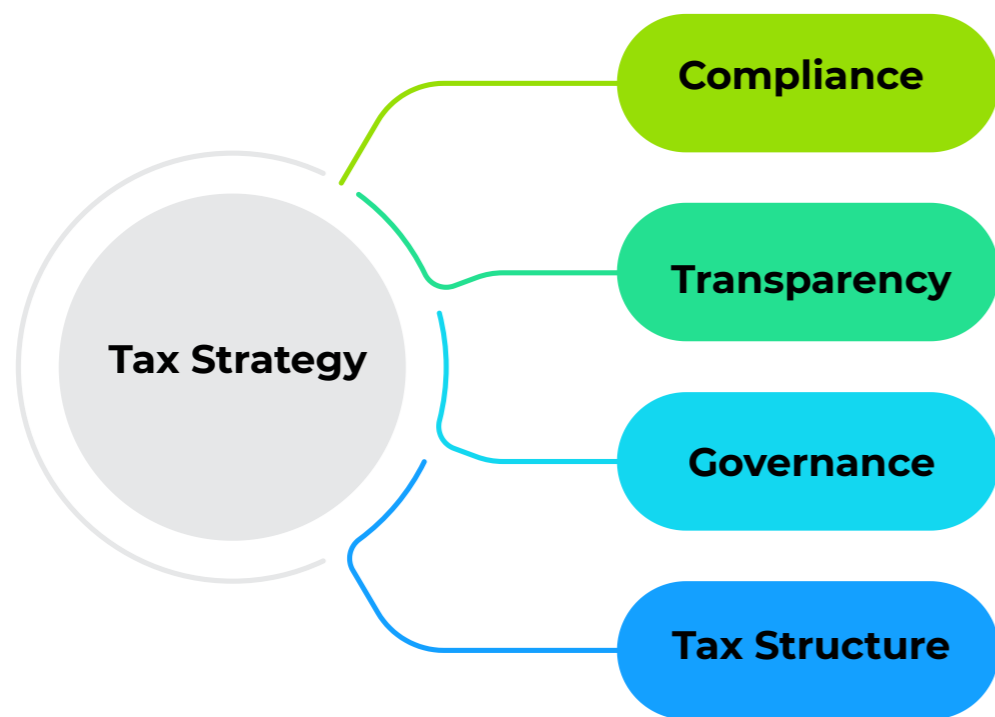 Compliance
Transparency
Tax Strategy
Governance
Tax Structure